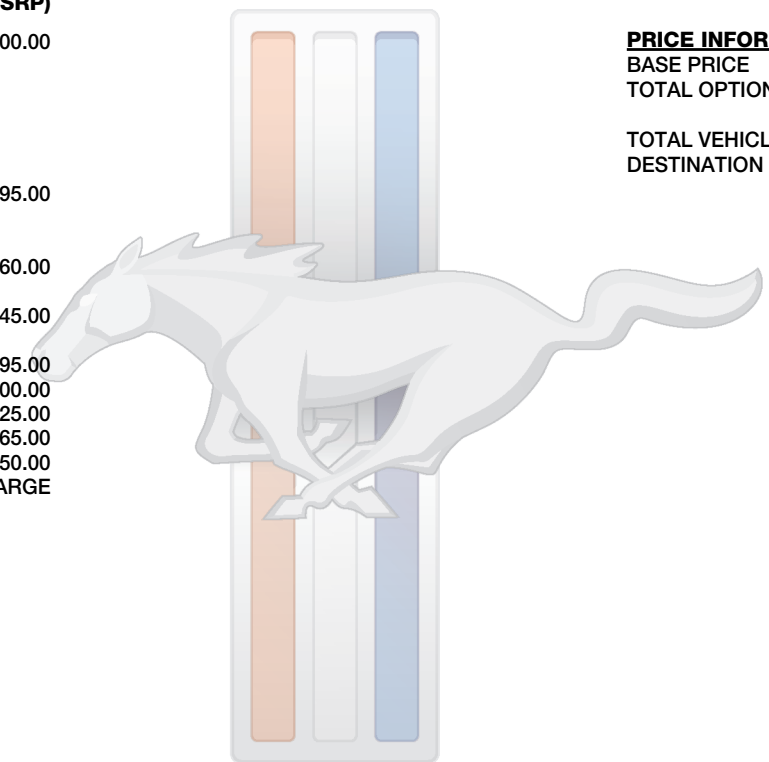 SRP)
00.00
95.00
60.00
45.00
95.00
00.00
25.00
65.00
50.00
ARGE
PRICE INFOR
BASE PRICE
TOTAL OPTION
TOTAL VEHICL
DESTINATION